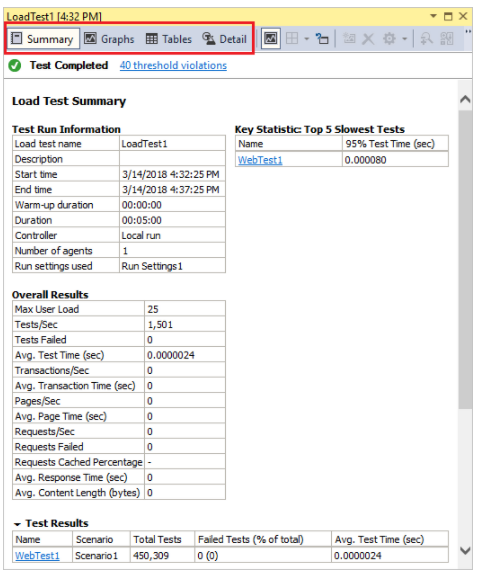 LoadTest1 [4:32 PM]
Summary Graphs Tables Detail
Test Completed 40 threshold violations
Load Test Summary
Test Run Information
Load test name LoadTest1
Description
Start time 3/14/2018 4:32:25 PM
End time 3/14/2018 4:37:25 PM
Warm-up duration 00:00:00
Duration 00:05:00
Controller Local run
Number of agents 1
Run settings used Run Settings1
Key Statistic: Top 5 Slowest Tests
Name 95% Test Time (sec)
WebTest1 0.000080
Overall Results
Max User Load 25
Tests/Sec 1,501
Tests Failed 0
Avg. Test Time (sec) 0.0000024
Transactions/Sec 0
Avg. Transaction Time (sec) 0
Pages/Sec 0
Avg. Page Time (sec) 0
Requests/Sec 0
Requests Failed 0
Requests Cached Percentage -
Avg. Response Time (sec) 0
Avg. Content Length (bytes) 0
Test Results
Name Scenario Total Tests Failed Tests (% of total) Avg. Test Time (sec)
WebTest1 Scenario1 450,309 0 (0) 0.0000024